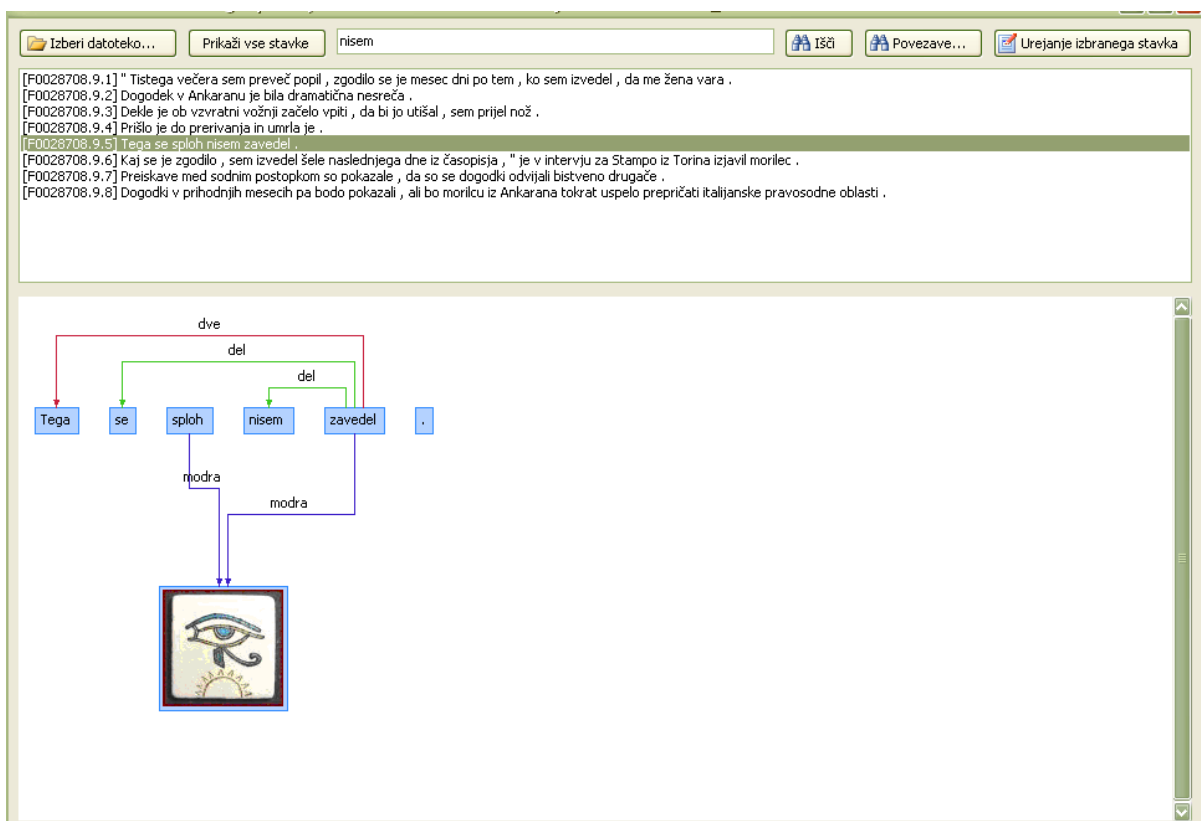 Izberi datoteko... Prikaži vse stavke nisem Išči Povezave... Urejanje izbranega stavka
[F0028708.9.1] " Tistega večera sem preveč popil , zgodilo se je mesec dni po tem , ko sem izvedel , da me žena vara .
[F0028708.9.2] Dogodek v Ankaranu je bila dramatična nesreča .
[F0028708.9.3] Dekle je ob vzvratni vožnji začelo vpiti , da bi jo utišal , sem prijel nož .
[F0028708.9.4] Prišlo je do prerivanja in umrla je .
[F0028708.9.5] Tega se sploh nisem zavedel .
[F0028708.9.6] Kaj se je zgodilo , sem izvedel šele naslednjega dne iz časopisja , " je v intervju za Stampo iz Torina izjavil morilec .
[F0028708.9.7] Preiskave med sodnim postopkom so pokazale , da so se dogodki odvijali bistveno drugače .
[F0028708.9.8] Dogodki v prihodnjih mesecih pa bodo pokazali , ali bo morilcu iz Ankarana tokrat uspelo prepričati italijanske pravosodne oblasti .
dve
del
del
Tega se sploh nisem zavedel .
modra
modra